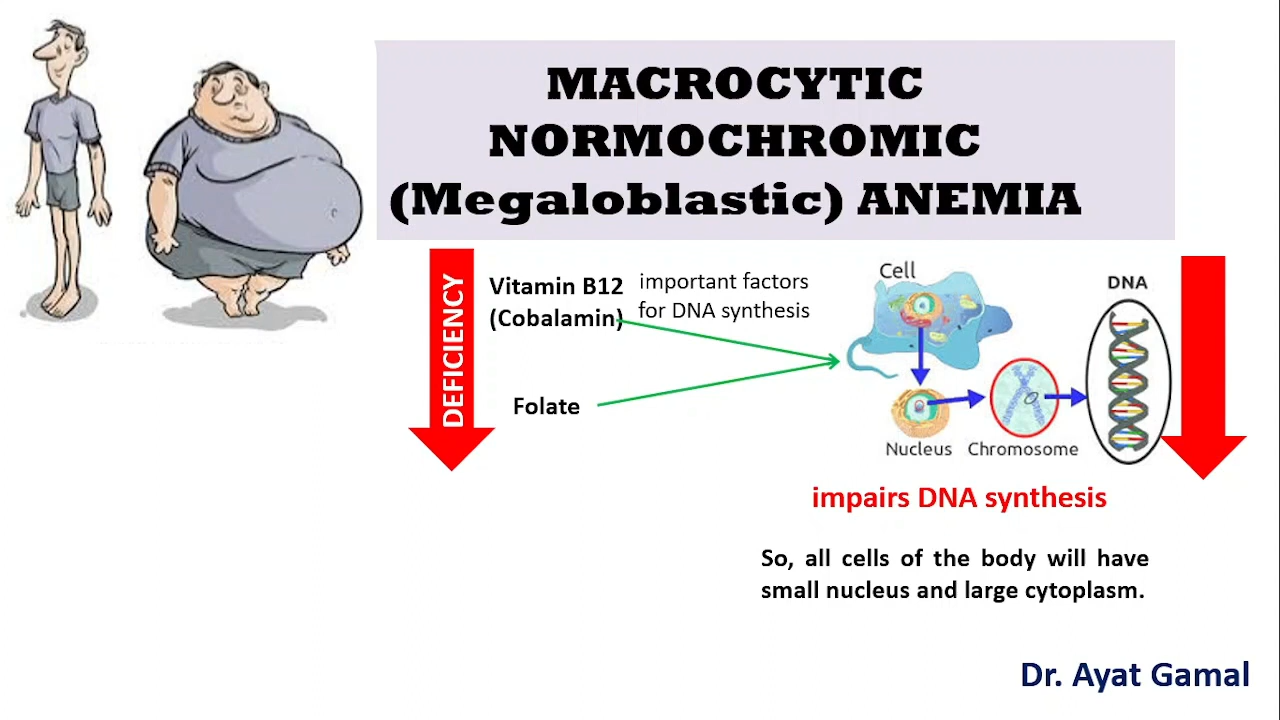 MACROCYTIC
NORMOCHROMIC
(Megaloblastic) ANEMIA
DEFICIENCY
Vitamin B12
(Cobalamin)
important factors
for DNA synthesis
Folate
Cell
DNA
Nucleus
Chromosome
impairs DNA synthesis
So, all cells of the body will have
small nucleus and large cytoplasm.
Dr. Ayat Gamal